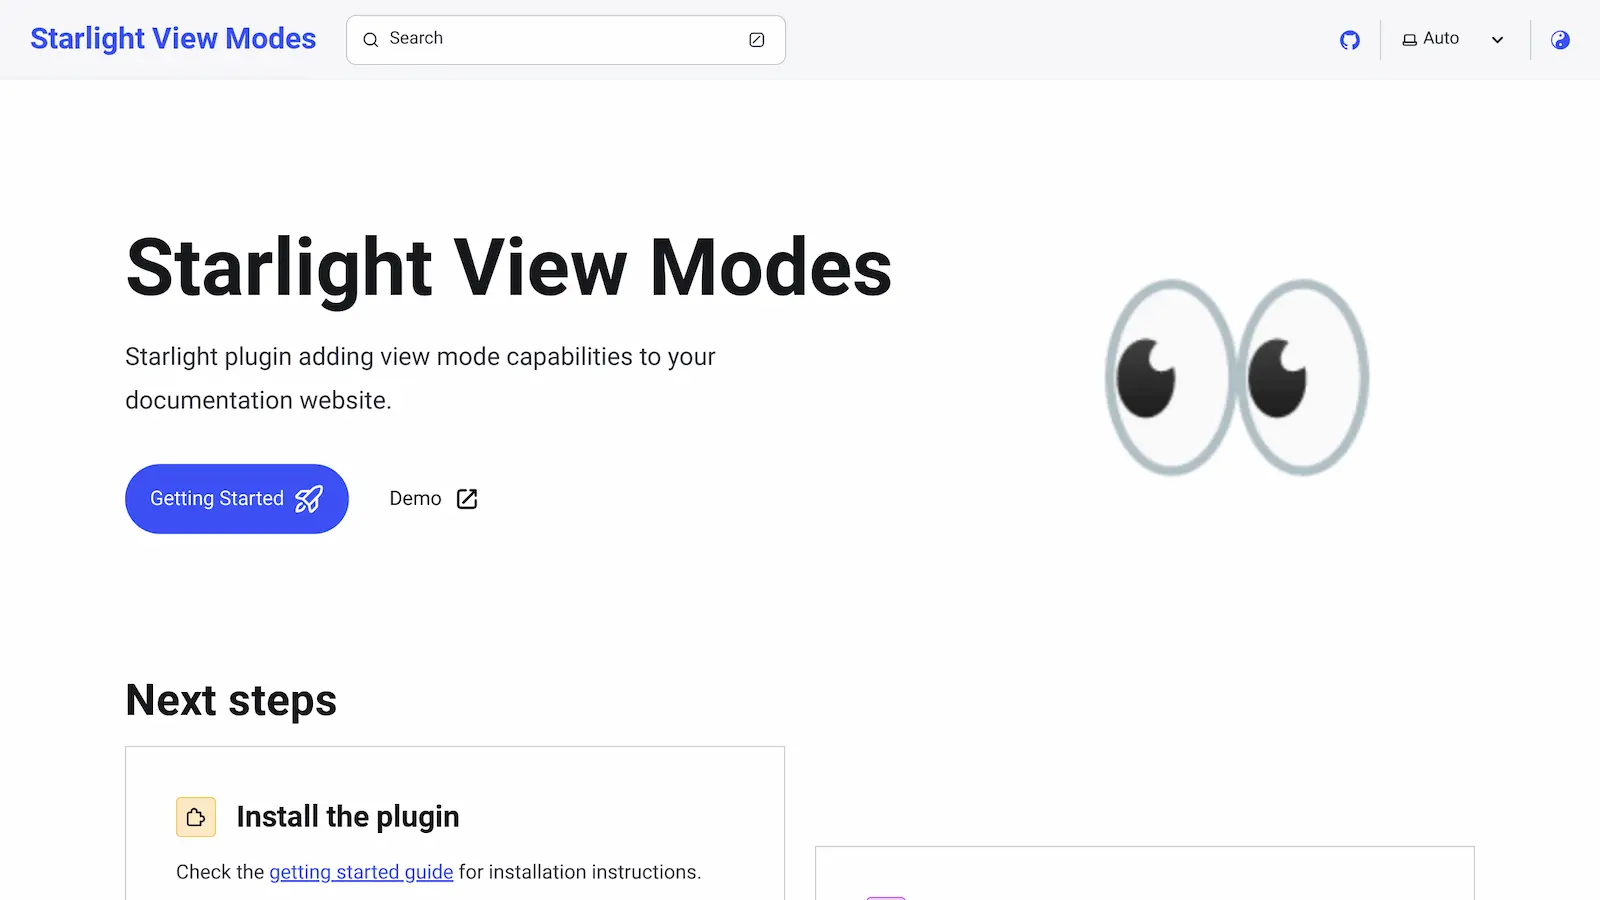 Starlight View Modes
Search
Auto
Starlight View Modes
Starlight plugin adding view mode capabilities to your
documentation website.
Getting Started
Demo
Next steps
Install the plugin
Check the getting started guide for installation instructions.